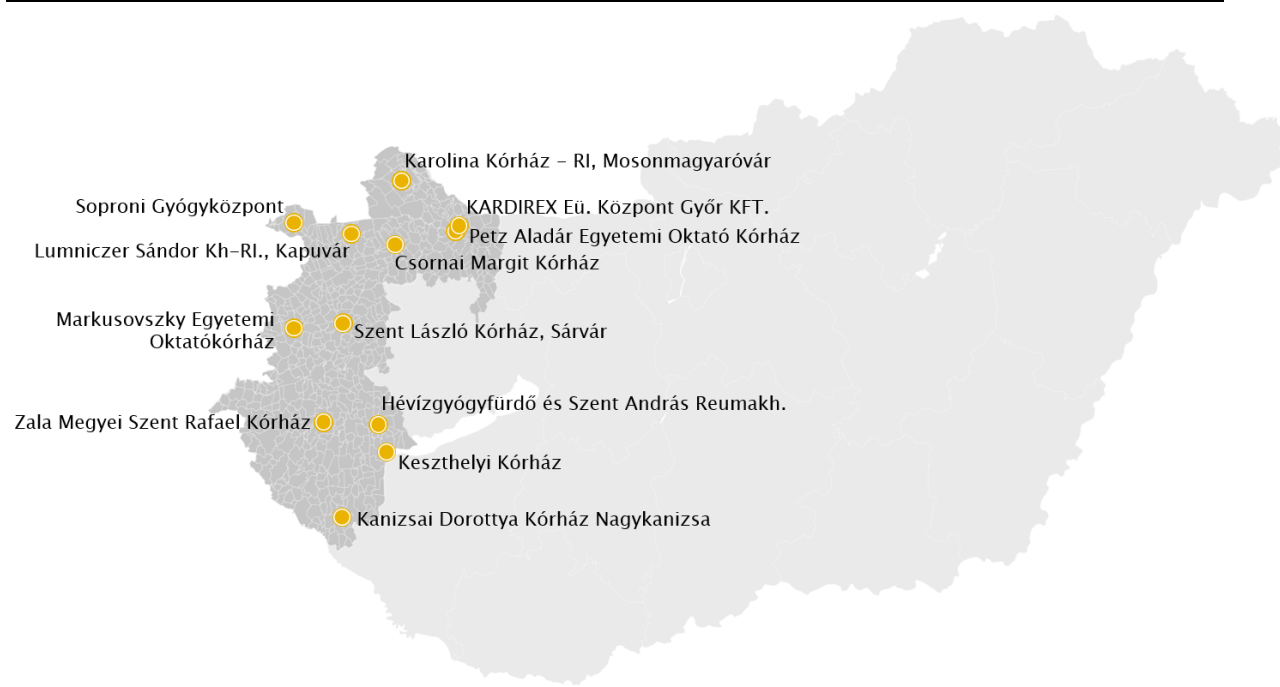 Karolina Kórház – RI, Mosonmagyaróvár
Soproni Gyógyközpont
KARDIREX Eü. Központ Győr KFT.
Petz Aladár Egyetemi Oktató Kórház
Lumniczer Sándor Kh-RI., Kapuvár
Csornai Margit Kórház
Markusovszky Egyetemi
Oktatókórház
Szent László Kórház, Sárvár
Hévízgyógyfürdő és Szent András Reumakh.
Zala Megyei Szent Rafael Kórház
Keszthelyi Kórház
Kanizsai Dorottya Kórház Nagykanizsa